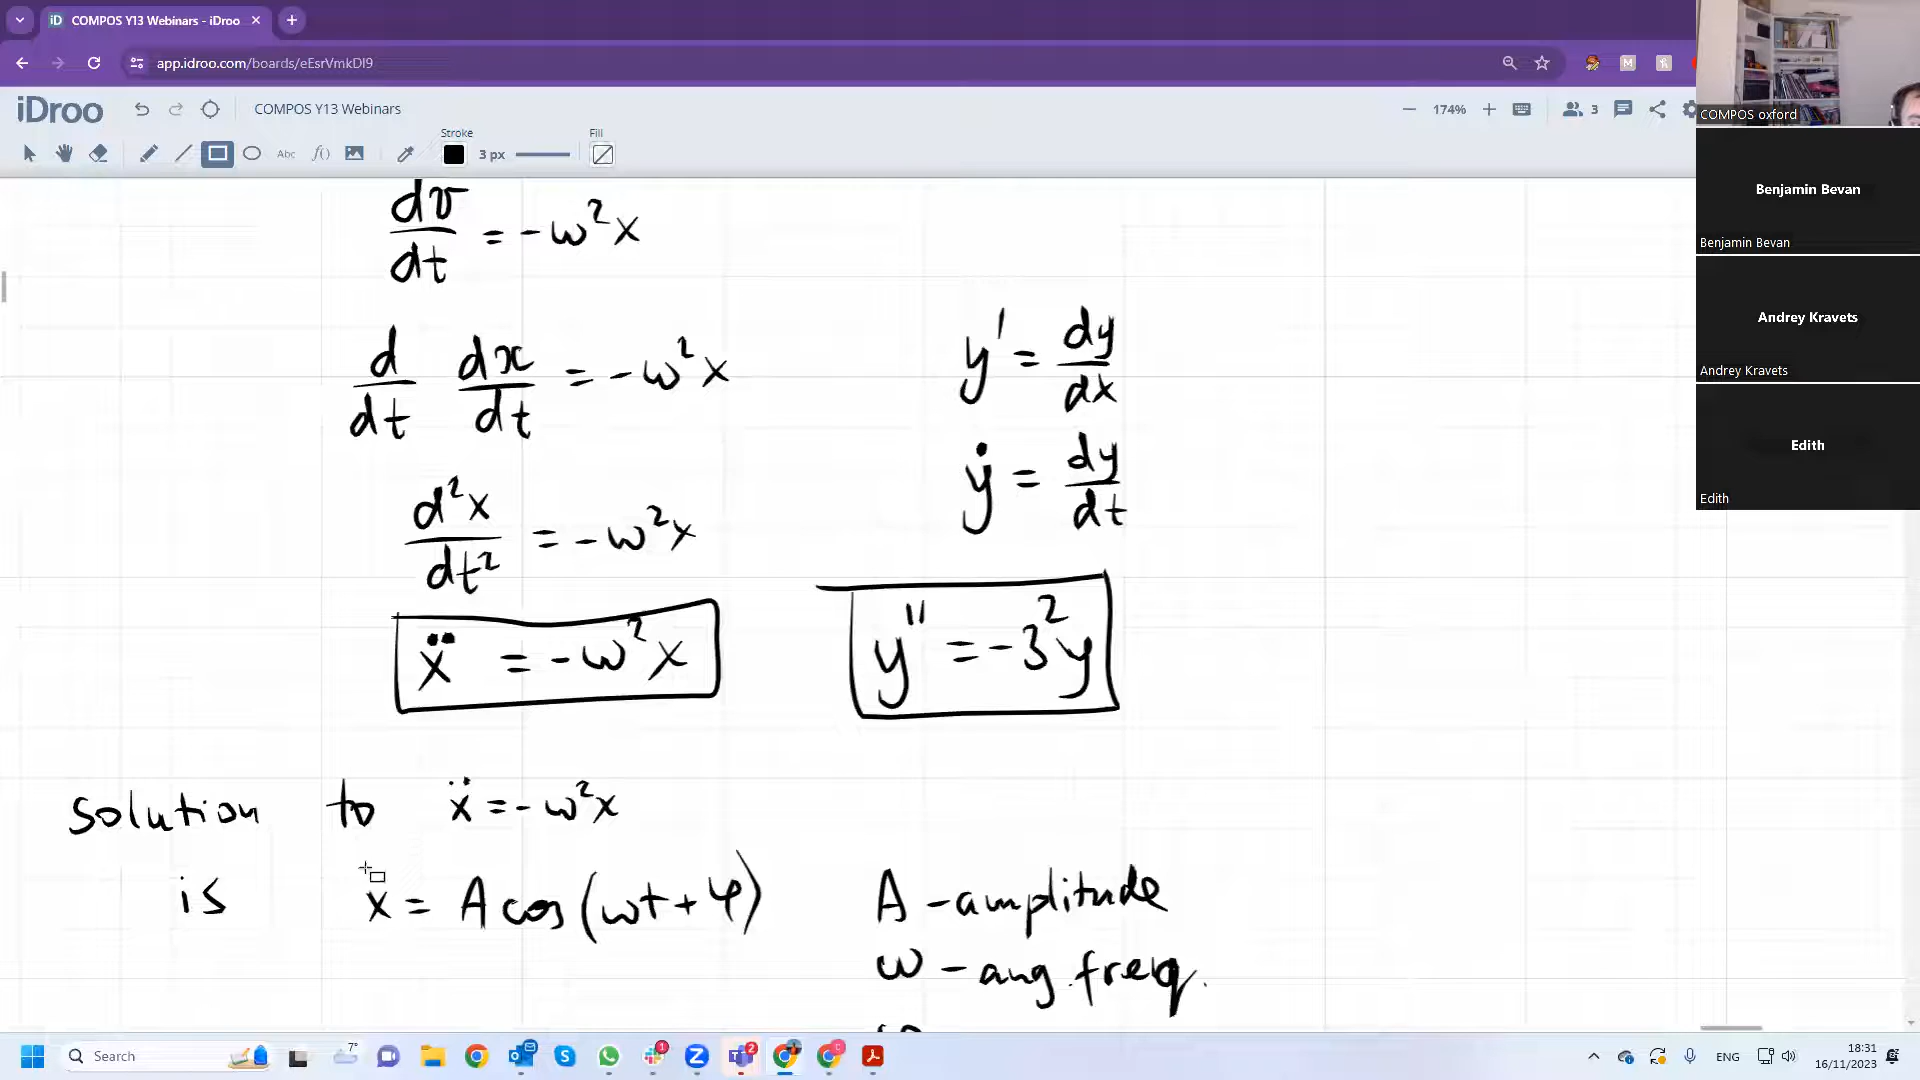 COMPOS Y13 Webinars - iDroo
app.idroo.com/boards/eEsrVmkDI9
iDroo
COMPOS Y13 Webinars
174%
3
Stroke
Fill
Abc
f()
3 px
COMPOS oxford
Benjamin Bevan
Benjamin Bevan
Andrey Kravets
Andrey Kravets
Edith
Edith
dv/dt = -ω²x
d/dt dx/dt = -ω²x
y' = dy/dx
ẏ = dy/dt
d²x/dt² = -ω²x
ẍ = -ω²x
y'' = -3²y
solution to ẍ = -ω²x
is x = A cos(ωt + φ)
A - amplitude
ω - ang. freq.
Search
7°
ENG
18:31
16/11/2023